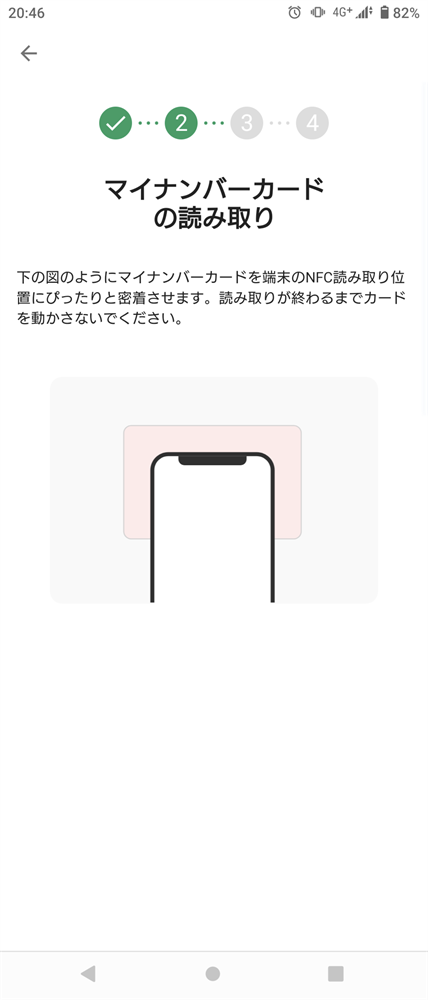 20:46 4G+ 82%
2 3 4
マイナンバーカード
の読み取り
下の図のようにマイナンバーカードを端末のNFC読み取り位
置にぴったりと密着させます。読み取りが終わるまでカード
を動かさないでください。